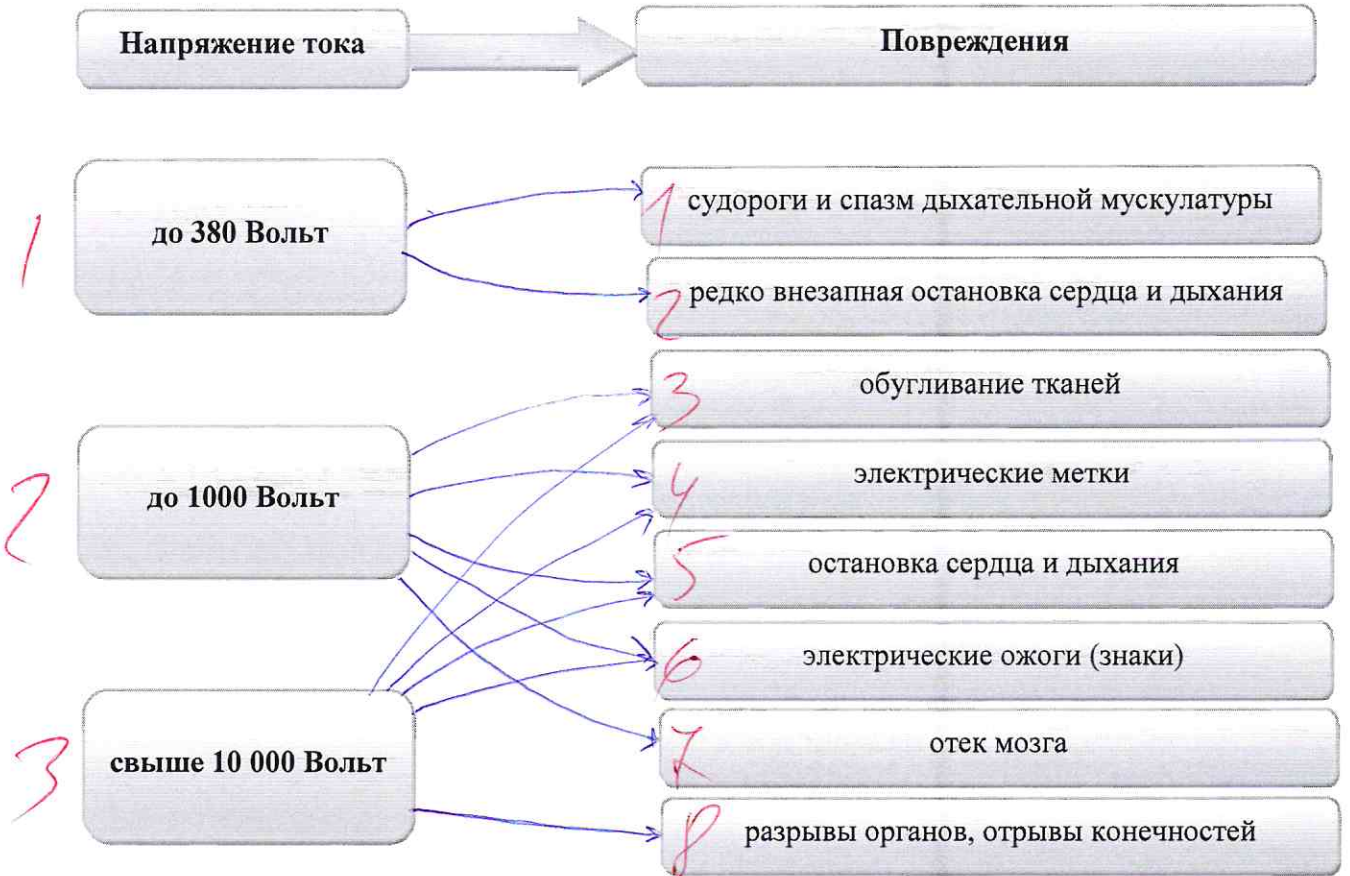 Напряжение тока
Повреждения
1
до 380 Вольт
1 судороги и спазм дыхательной мускулатуры
2 редко внезапная остановка сердца и дыхания
3 обугливание тканей
2
до 1000 Вольт
4 электрические метки
5 остановка сердца и дыхания
6 электрические ожоги (знаки)
3
свыше 10 000 Вольт
7 отек мозга
8 разрывы органов, отрывы конечностей